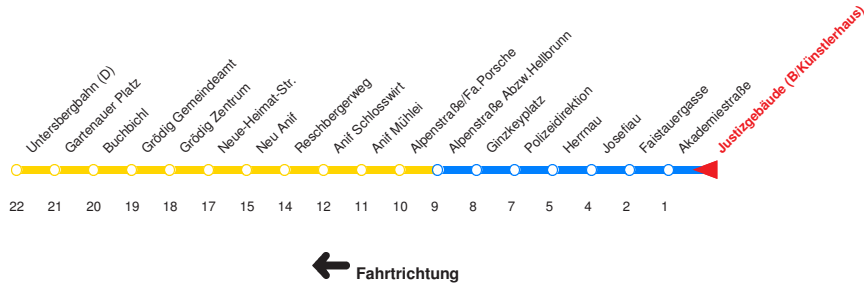 Untersbergbahn (D)
Gartenauer Platz
Buchbichl
Grödig Gemeindeamt
Grödig Zentrum
Neue-Heimat-Str.
Neu Anif
Reschbergerweg
Anif Schlosswirt
Anif Mühlei
Alpenstraße/Fa.Porsche
Alpenstraße Abzw.Hellbrunn
Ginzkeyplatz
Polizeidirektion
Herrnau
Josefiau
Faistauergasse
Akademiestraße
Justizgebäude (B/Künstlerhaus)
22 21 20 19 18 17 15 14 12 11 10 9 8 7 5 4 2 1
Fahrtrichtung